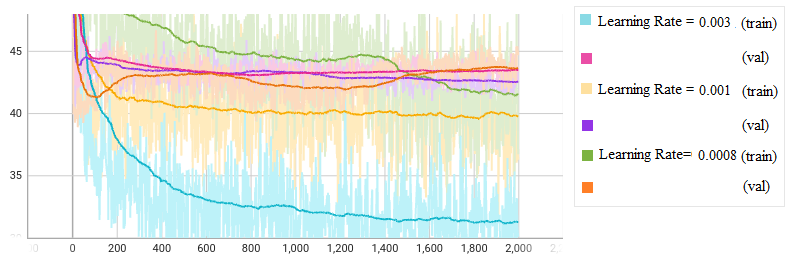 45
40
35
30
0
200
400
600
800
1,000
1,200
1,400
1,600
1,800
2,000
Learning Rate = 0.003 (train)
(val)
Learning Rate = 0.001 (train)
(val)
Learning Rate= 0.0008 (train)
(val)